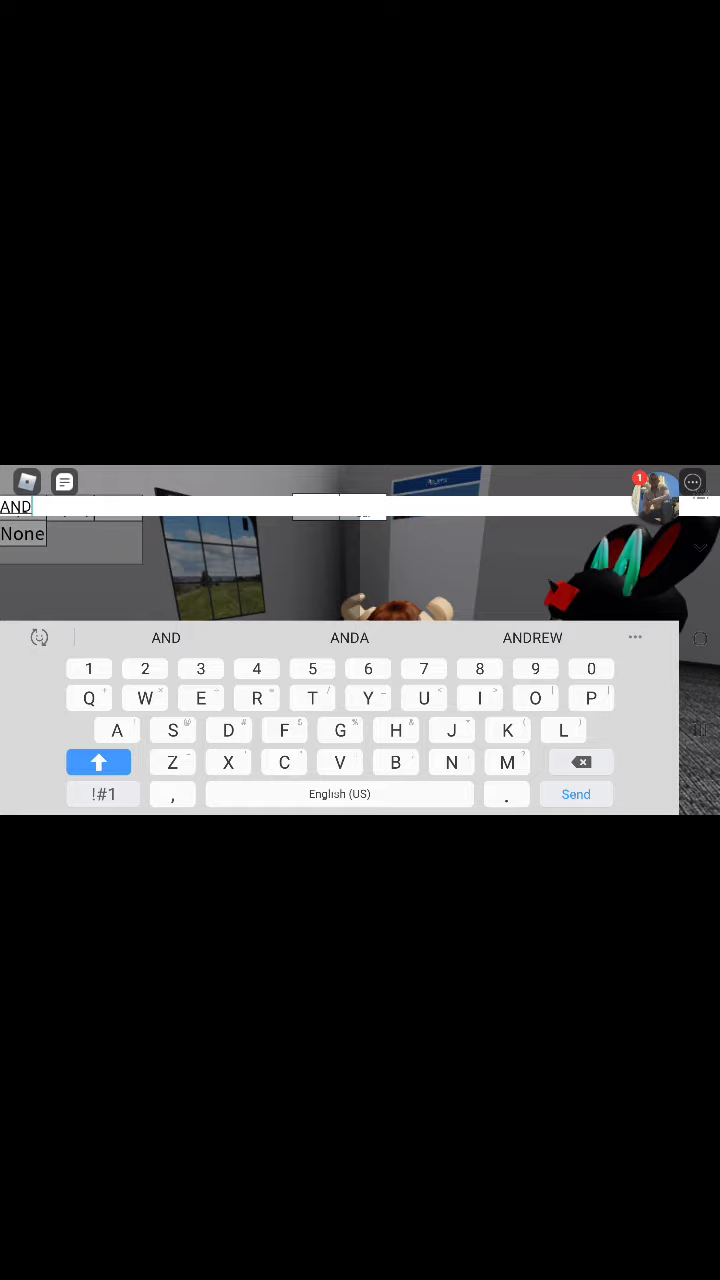 1
AND
None
AND ANDA ANDREW
1 2 3 4 5 6 7 8 9 0
Q W E R T Y U I O P
A S D F G H J K L
Z X C V B N M
!#1 , English (US) . Send